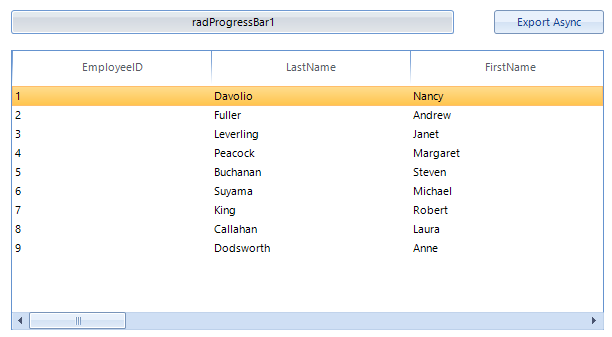 radProgressBar1 Export Async
EmployeeID LastName FirstName
1 Davolio Nancy
2 Fuller Andrew
3 Leverling Janet
4 Peacock Margaret
5 Buchanan Steven
6 Suyama Michael
7 King Robert
8 Callahan Laura
9 Dodsworth Anne